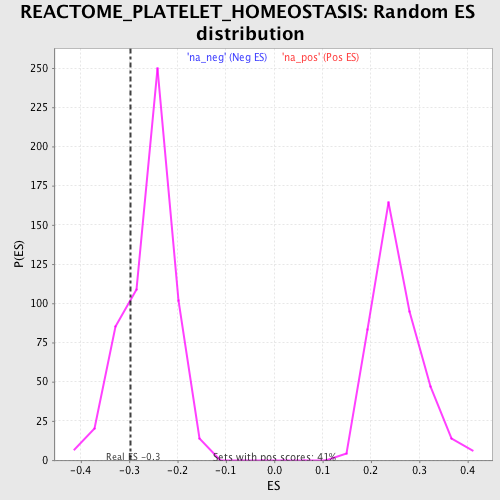 REACTOME_PLATELET_HOMEOSTASIS: Random ES
distribution
'na_neg' (Neg ES) 'na_pos' (Pos ES)
250
225
200
175
150
125
100
75
50
25
0
P(ES)
Real ES -0.3
Sets with pos scores: 41%
-0.4 -0.3 -0.2 -0.1 0.0 0.1 0.2 0.3 0.4
ES